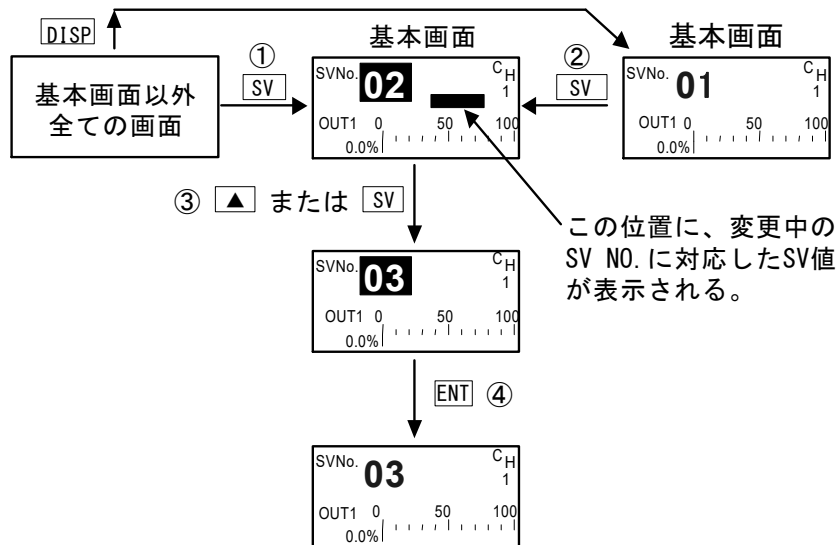 DISP
基本画面以外
全ての画面
①
SV
基本画面
SVNo. 02 CH
1
OUT1 0 50 100
0.0%
②
SV
基本画面
SVNo. 01 CH
1
OUT1 0 50 100
0.0%
③ ▲ または SV
この位置に、変更中の
SV NO.に対応したSV値
が表示される。
SVNo. 03 CH
1
OUT1 0 50 100
0.0%
ENT ④
SVNo. 03 CH
1
OUT1 0 50 100
0.0%